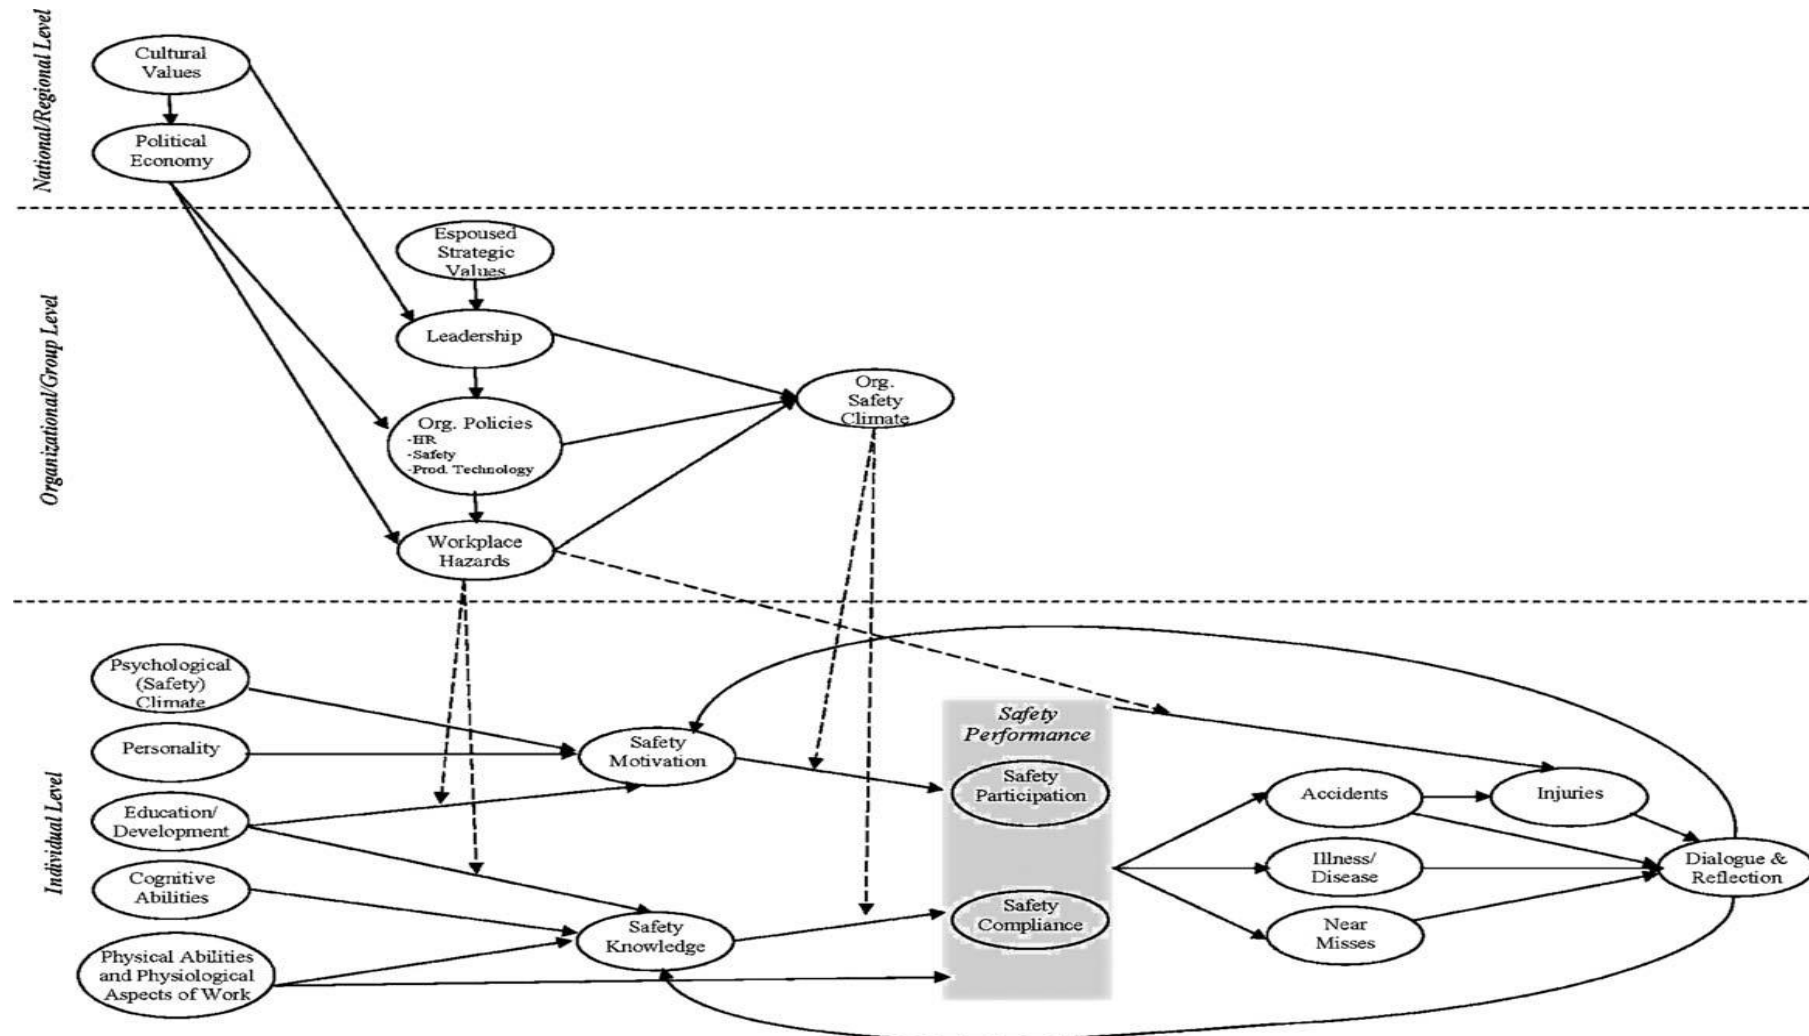 National/Regional Level
Cultural
Values
Political
Economy
Organizational/Group Level
Espoused
Strategic
Values
Leadership
Org. Policies
-HR
-Safety
-Prod. Technology
Workplace
Hazards
Org.
Safety
Climate
Individual Level
Psychological
(Safety)
Climate
Personality
Education/
Development
Cognitive
Abilities
Physical Abilities
and Physiological
Aspects of Work
Safety
Motivation
Safety
Knowledge
Safety
Performance
Safety
Participation
Safety
Compliance
Accidents
Injuries
Illness/
Disease
Near
Misses
Dialogue &
Reflection